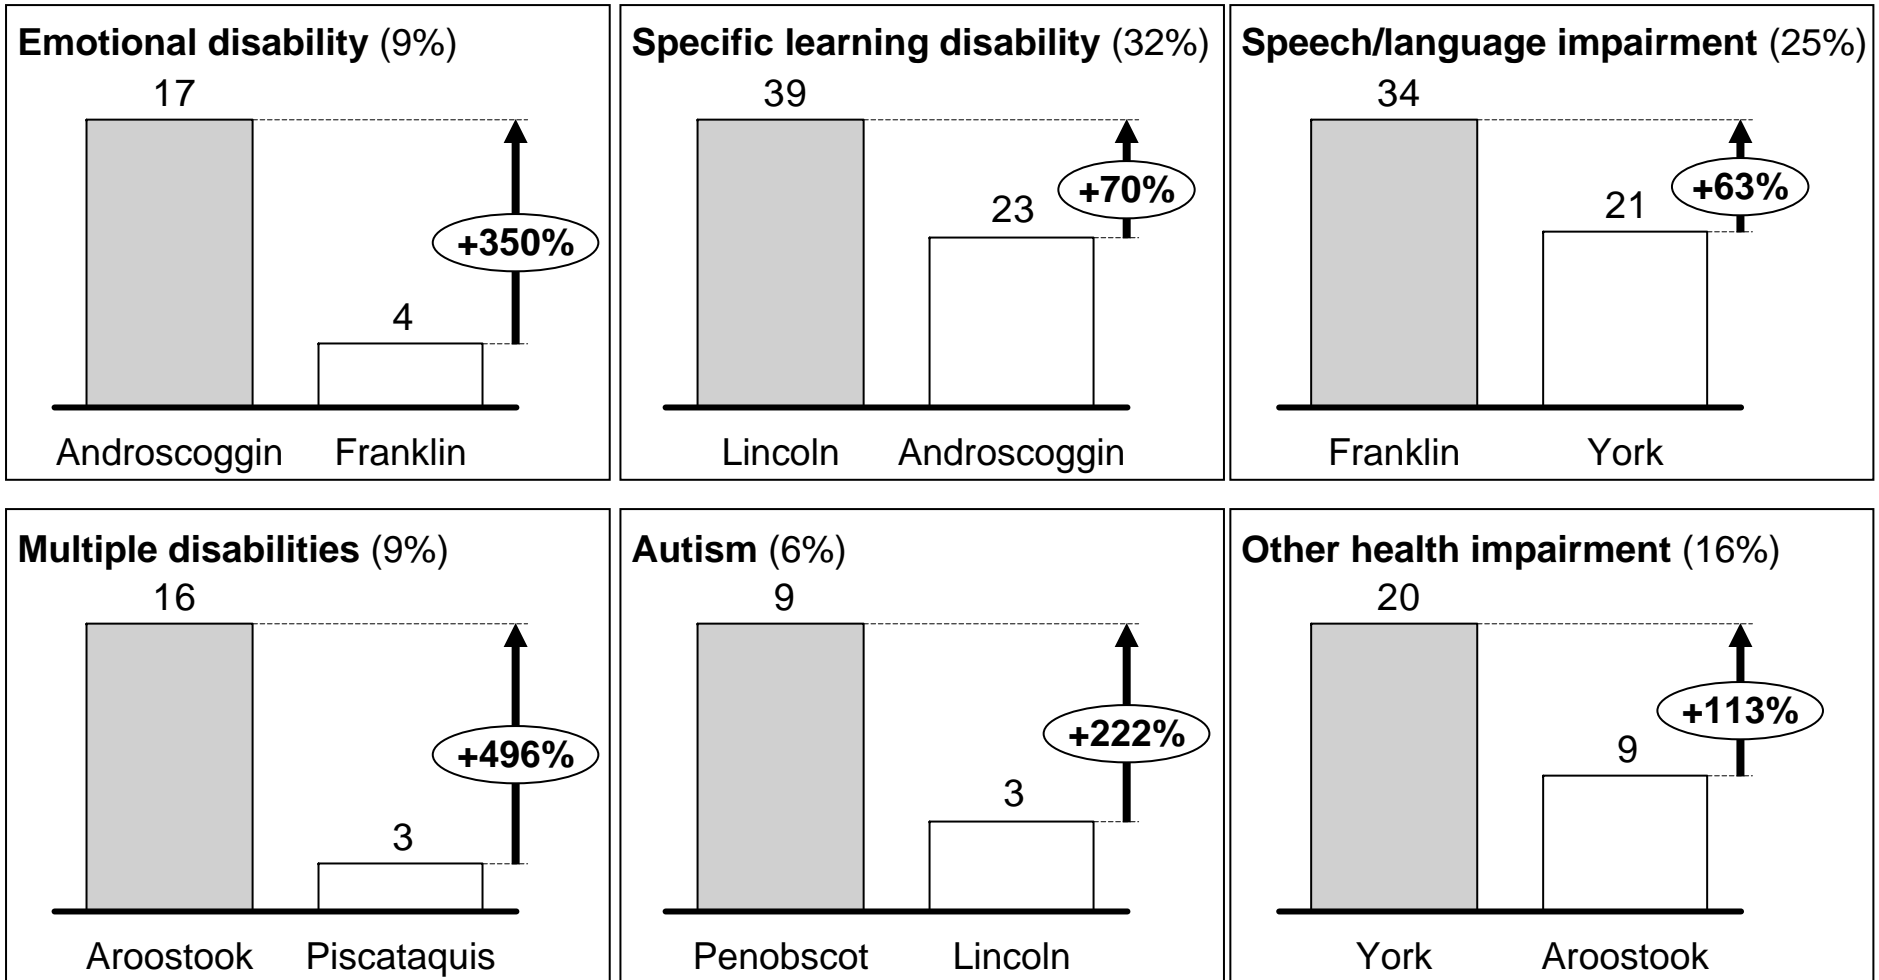 Emotional disability (9%)
17
+350%
4
Androscoggin Franklin
Specific learning disability (32%)
39
+70%
23
Lincoln Androscoggin
Speech/language impairment (25%)
34
+63%
21
Franklin York
Multiple disabilities (9%)
16
+496%
3
Aroostook Piscataquis
Autism (6%)
9
+222%
3
Penobscot Lincoln
Other health impairment (16%)
20
+113%
9
York Aroostook